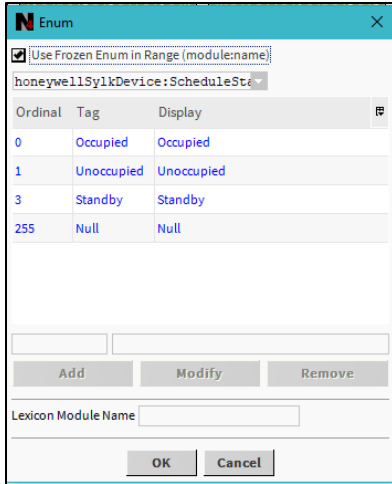 Enum
Use Frozen Enum in Range (module:name)
honeywellSylkDevice:ScheduleSta
Ordinal Tag Display
0 Occupied Occupied
1 Unoccupied Unoccupied
3 Standby Standby
255 Null Null
Add Modify Remove
Lexicon Module Name
OK Cancel